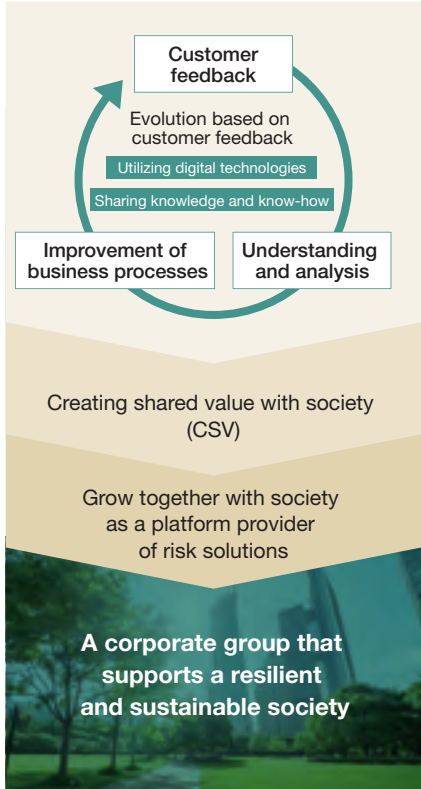 Customer
feedback
Evolution based on
customer feedback
Utilizing digital technologies
Sharing knowledge and know-how
Improvement of
business processes
Understanding
and analysis
Creating shared value with society
(CSV)
Grow together with society
as a platform provider
of risk solutions
A corporate group that
supports a resilient
and sustainable society